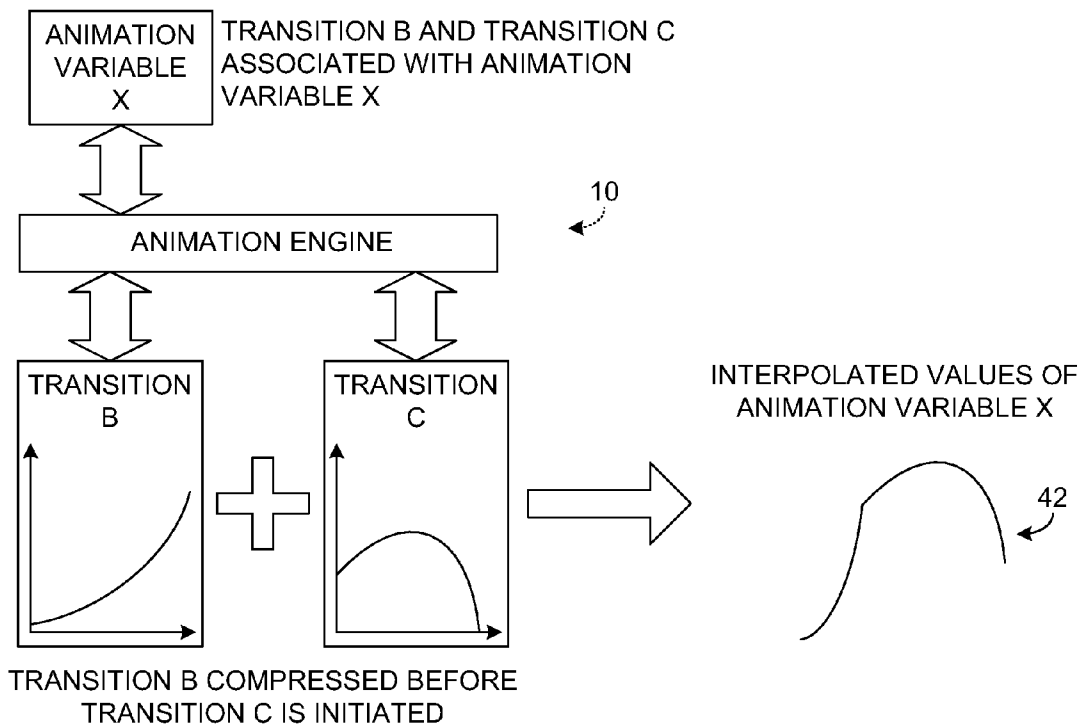 ANIMATION
VARIABLE
X
TRANSITION B AND TRANSITION C
ASSOCIATED WITH ANIMATION
VARIABLE X
10
ANIMATION ENGINE
TRANSITION
B
TRANSITION
C
INTERPOLATED VALUES OF
ANIMATION VARIABLE X
42
TRANSITION B COMPRESSED BEFORE
TRANSITION C IS INITIATED